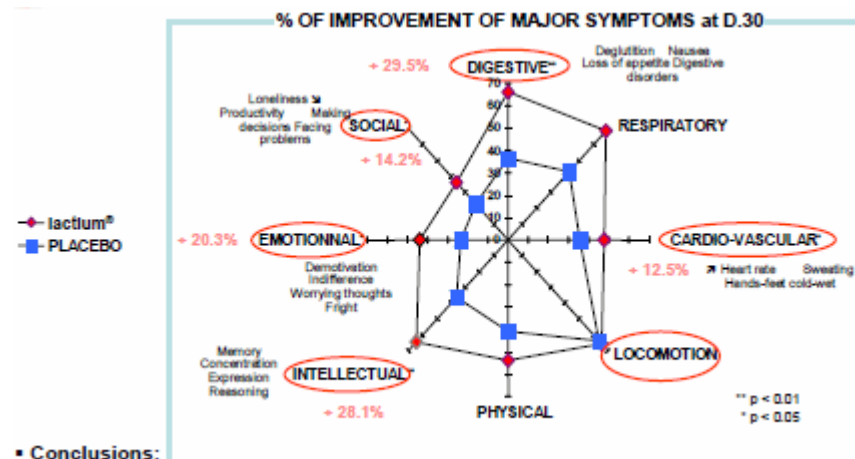 % OF IMPROVEMENT OF MAJOR SYMPTOMS at D.30
+ 29.5%
DIGESTIVE**
Deglutition Nausea
Loss of appetite Digestive
disorders
70
60
50
40
30
20
10
0
Loneliness ↘
Productivity Making
decisions Facing
problems
SOCIAL*
+ 14.2%
RESPIRATORY
lactium®
PLACEBO
+ 20.3%
EMOTIONNAL*
CARDIO-VASCULAR*
+ 12.5%
↗ Heart rate Sweating
Hands-feet cold-wet
Demotivation
Indifference
Worrying thoughts
Fright
Memory
Concentration
Expression
Reasoning
INTELLECTUAL**
+ 28.1%
LOCOMOTION
PHYSICAL
** p < 0.01
* p < 0.05
▪ Conclusions: